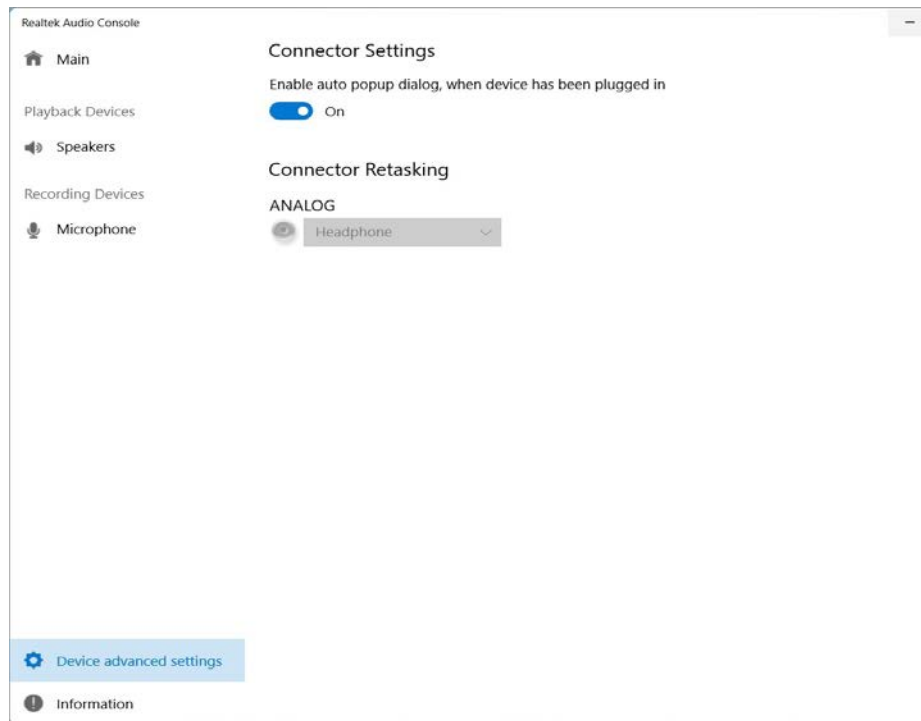 Realtek Audio Console
Main
Playback Devices
Speakers
Recording Devices
Microphone
Device advanced settings
Information
Connector Settings
Enable auto popup dialog, when device has been plugged in
On
Connector Retasking
ANALOG
Headphone